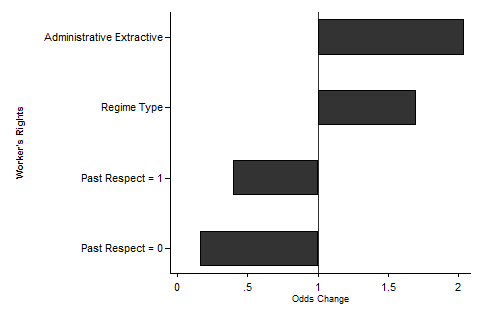 Worker's Rights
Administrative Extractive
Regime Type
Past Respect = 1
Past Respect = 0
0 .5 1 1.5 2
Odds Change